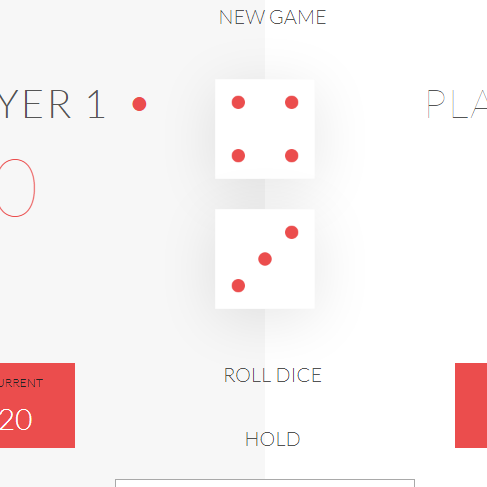 NEW GAME
YER 1
PLA
0
URRENT
20
ROLL DICE
HOLD